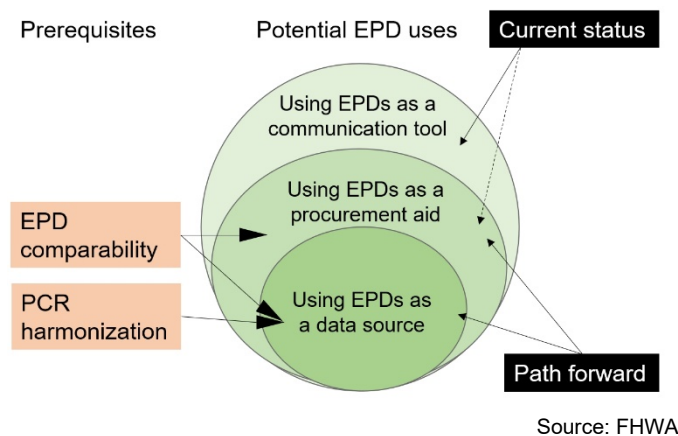 Prerequisites
Potential EPD uses
Current status
Using EPDs as a
communication tool
Using EPDs as a
procurement aid
EPD
comparability
PCR
harmonization
Using EPDs as
a data source
Path forward
Source: FHWA